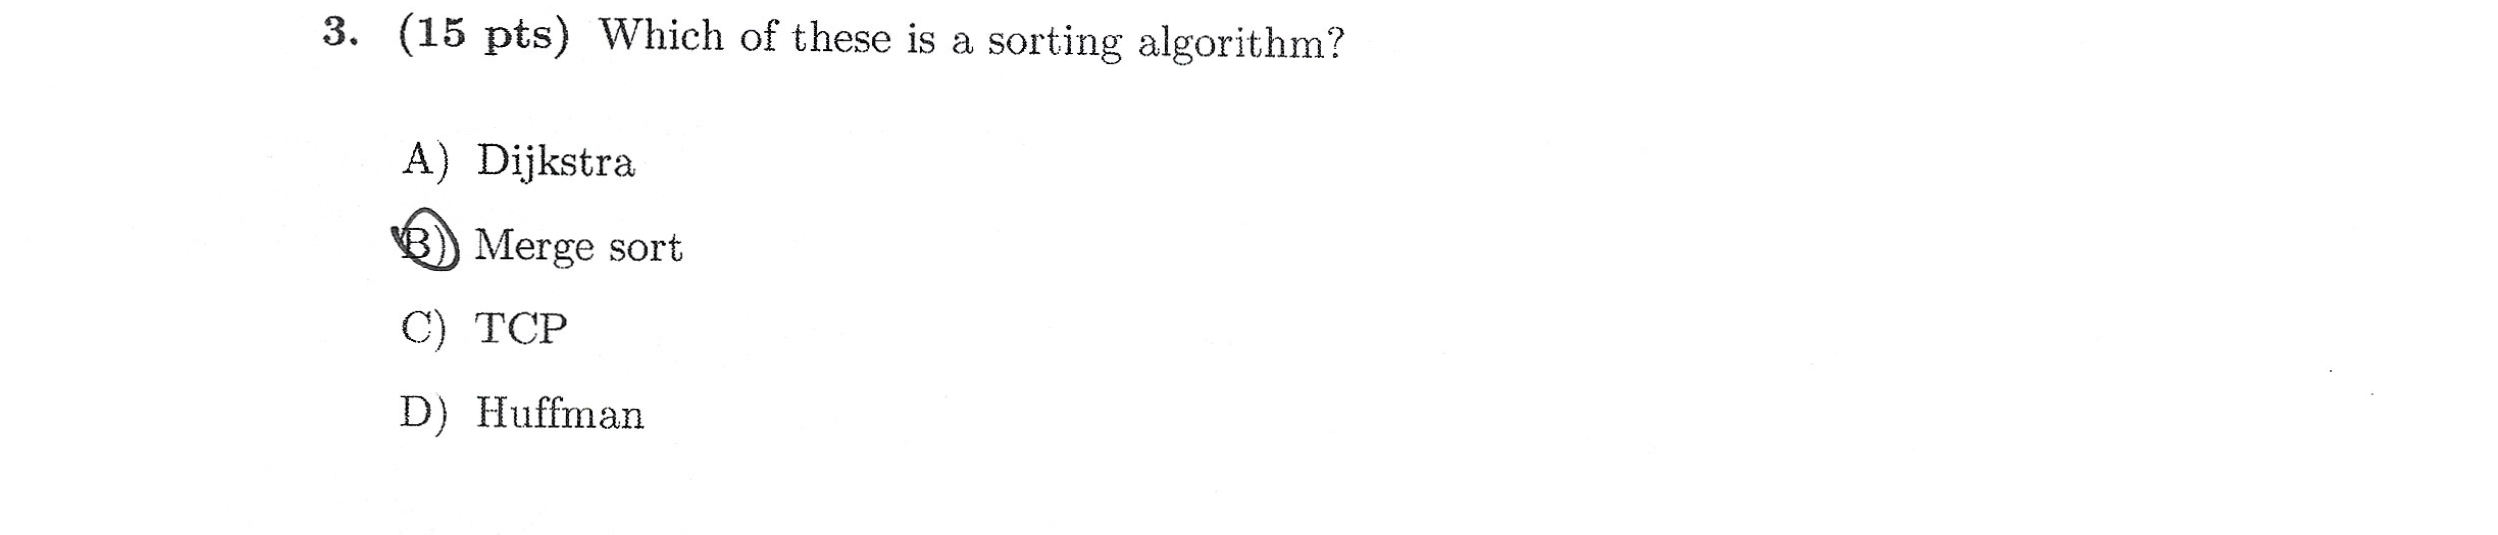 3. (15 pts) Which of these is a sorting algorithm?
A) Dijkstra
B) Merge sort
C) TCP
D) Huffman